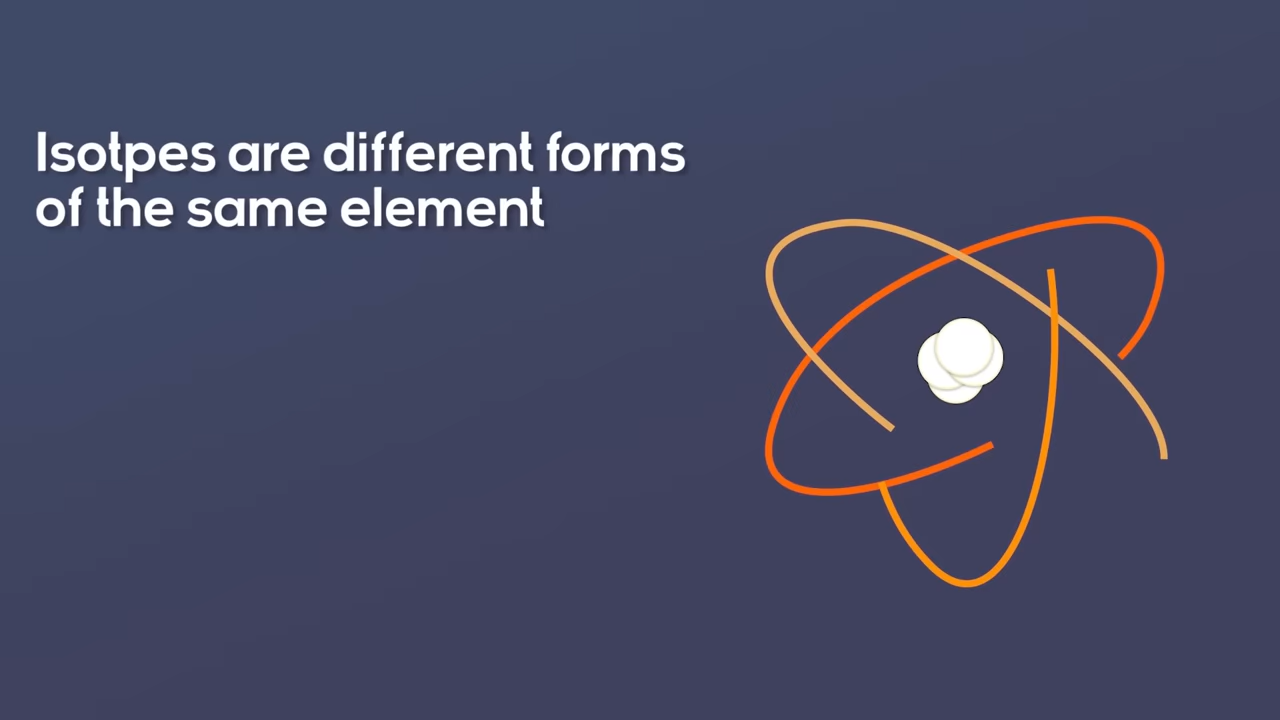 Isotpes are different forms
of the same element